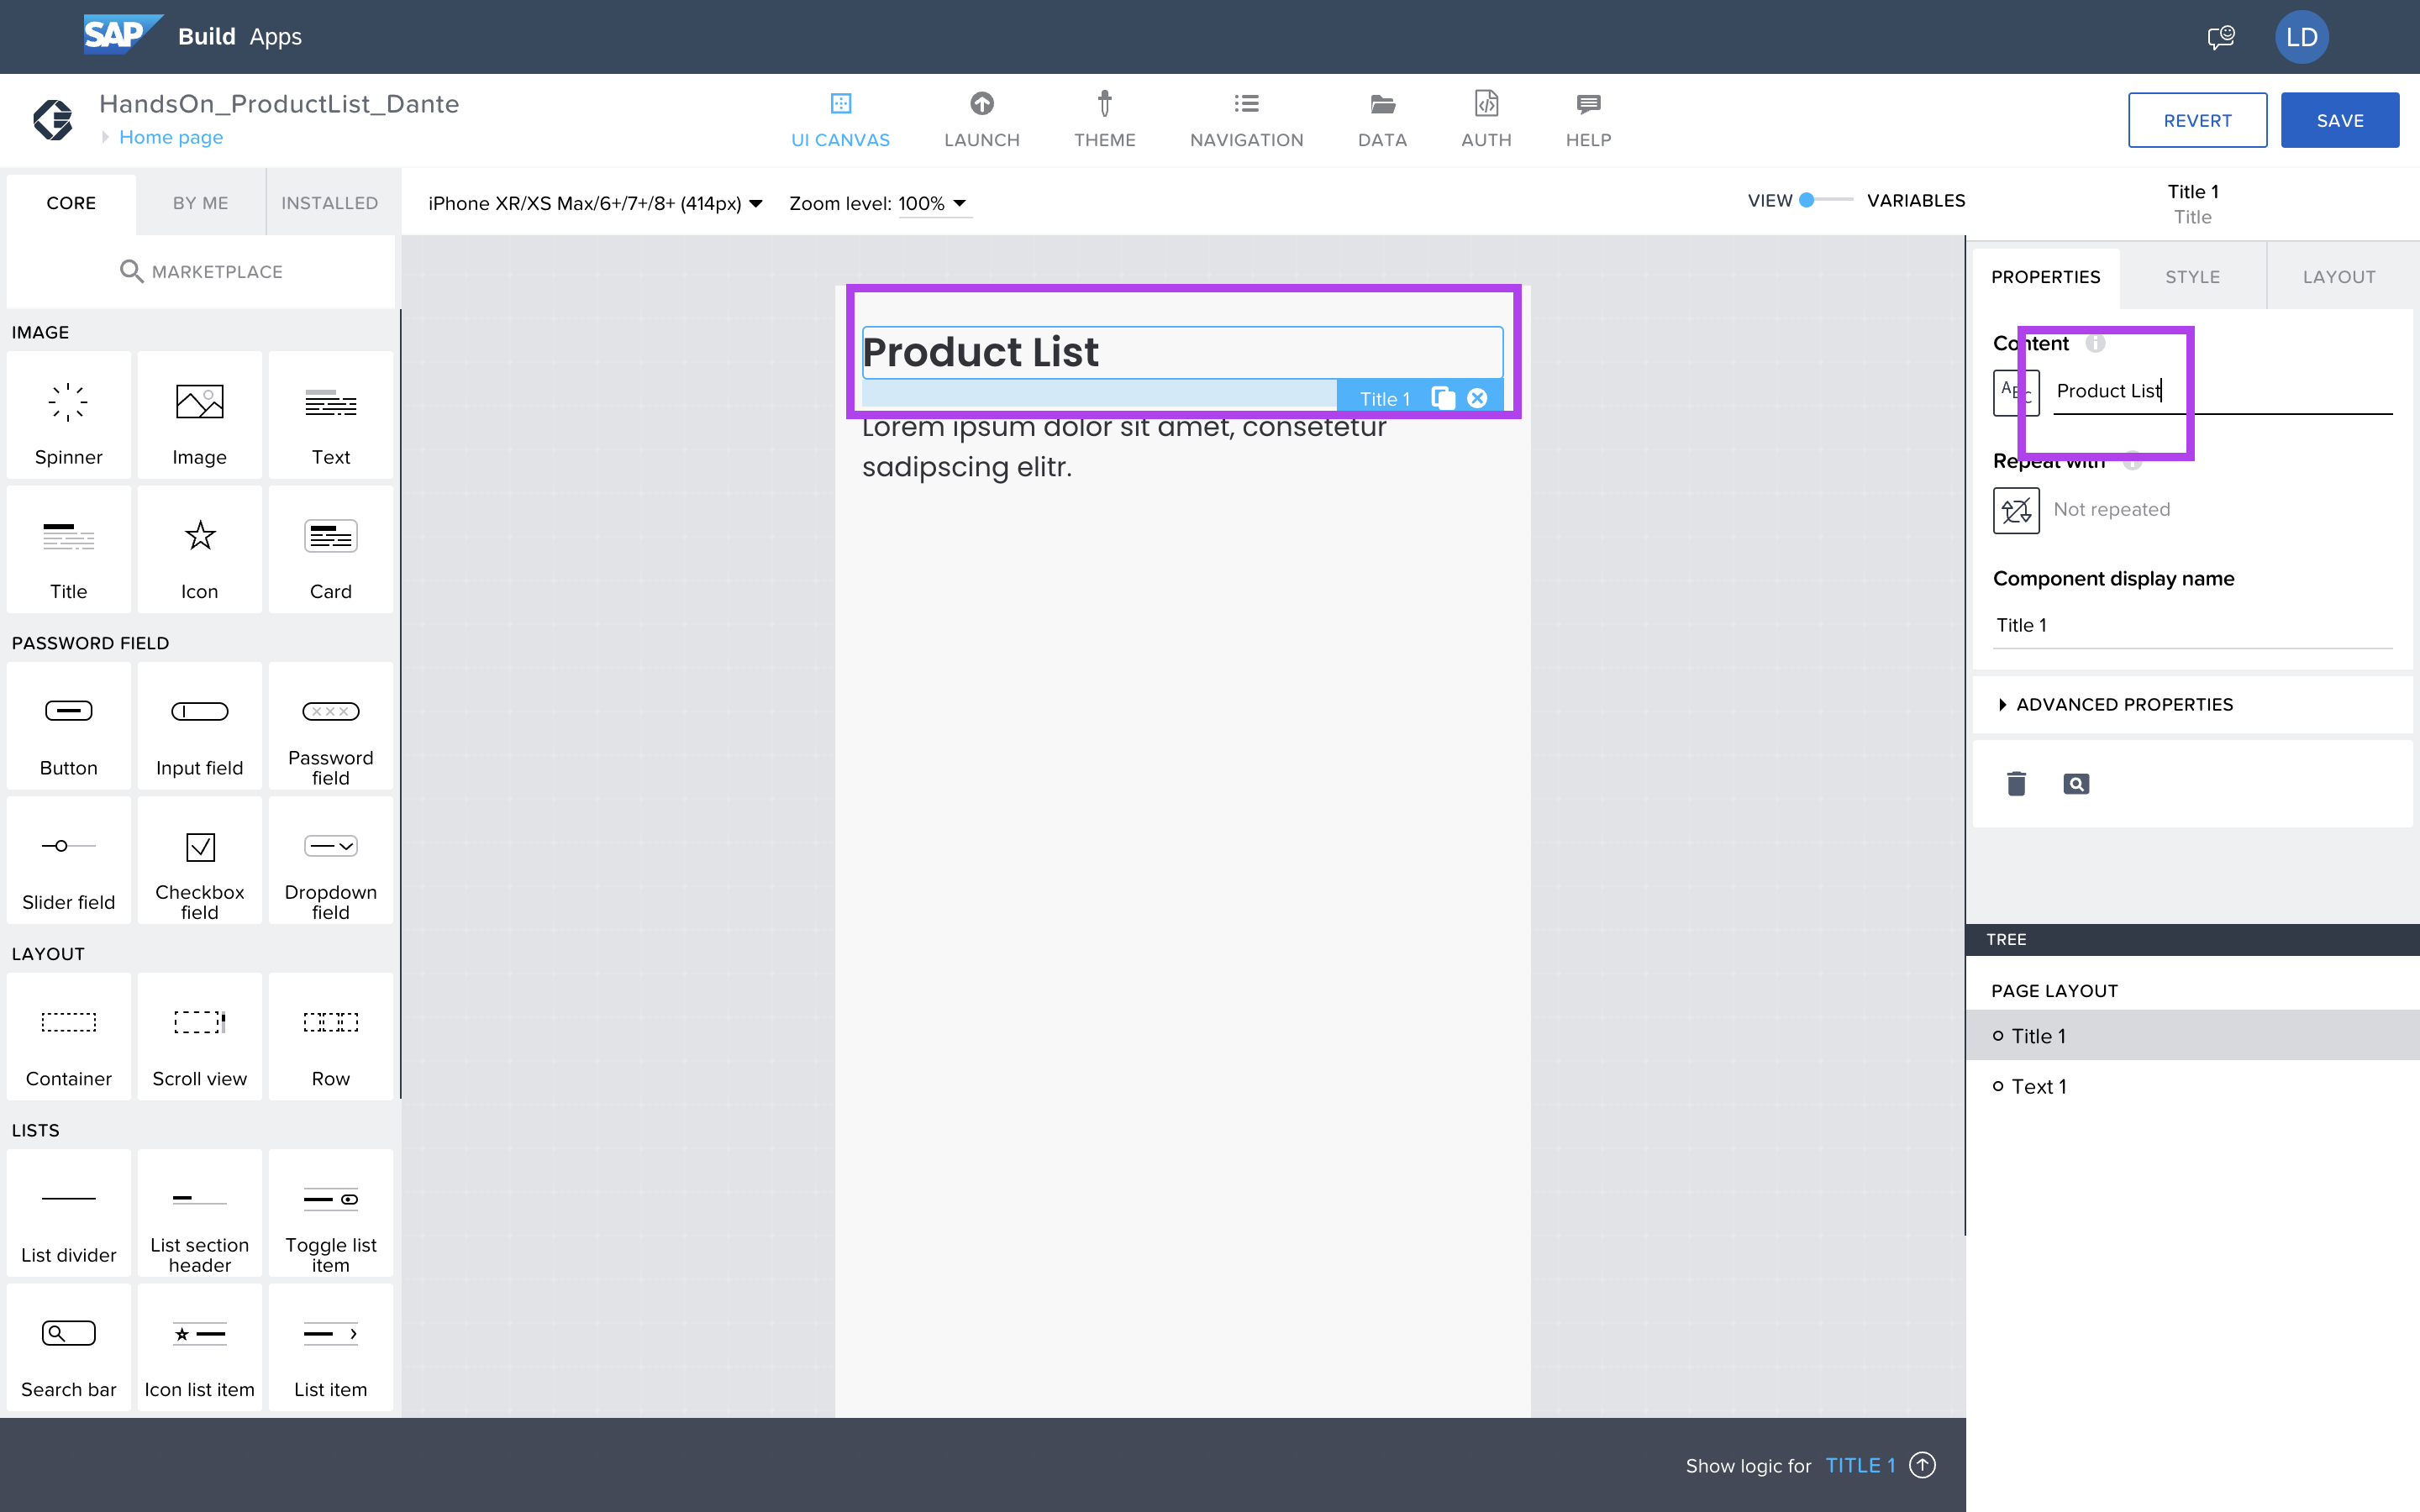 SAP Build Apps
LD
HandsOn_ProductList_Dante
Home page
UI CANVAS
LAUNCH
THEME
NAVIGATION
DATA
AUTH
HELP
REVERT
SAVE
CORE
BY ME
INSTALLED
MARKETPLACE
iPhone XR/XS Max/6+/7+/8+ (414px)
Zoom level: 100%
VIEW
VARIABLES
Title 1
Title
IMAGE
Spinner
Image
Text
Title
Icon
Card
PASSWORD FIELD
Button
Input field
Password
field
Slider field
Checkbox
field
Dropdown
field
LAYOUT
Container
Scroll view
Row
LISTS
List divider
List section
header
Toggle list
item
Search bar
Icon list item
List item
Product List
Title 1
Lorem ipsum dolor sit amet, consetetur
sadipscing elitr.
Show logic for TITLE 1
PROPERTIES
STYLE
LAYOUT
Content
ABC
Product List
Repeat with
Not repeated
Component display name
Title 1
ADVANCED PROPERTIES
TREE
PAGE LAYOUT
Title 1
Text 1